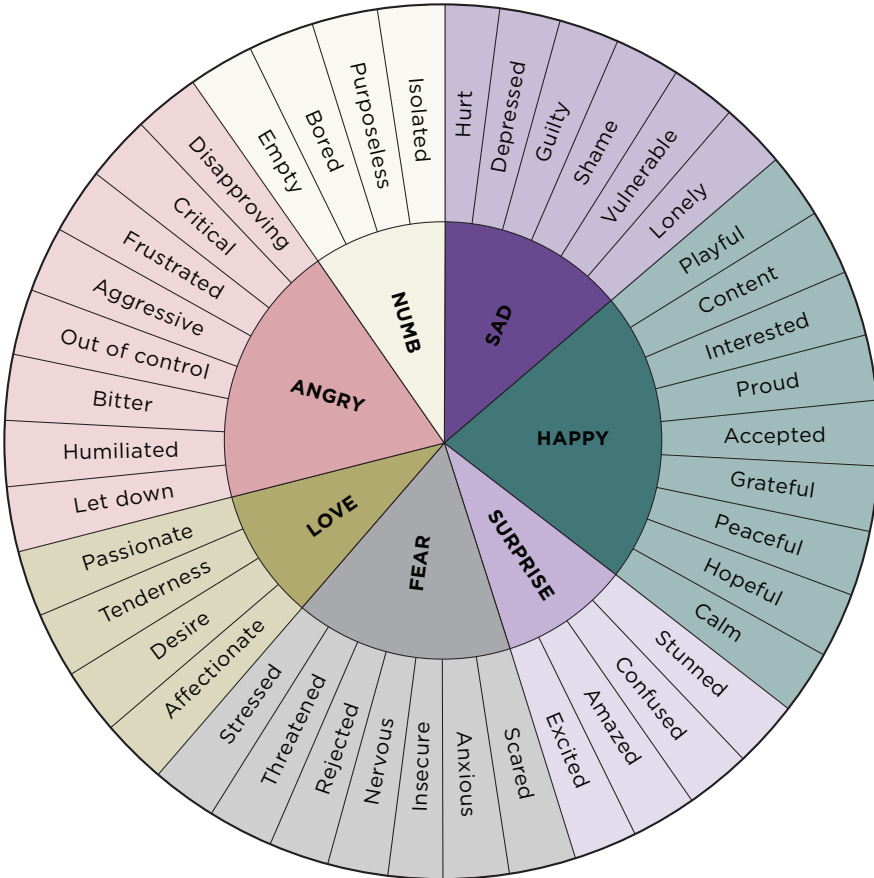 SAD
Hurt
Depressed
Guilty
Shame
Vulnerable
Lonely
HAPPY
Playful
Content
Interested
Proud
Accepted
Grateful
Peaceful
Hopeful
Calm
SURPRISE
Stunned
Confused
Amazed
Excited
FEAR
Scared
Anxious
Insecure
Nervous
Rejected
Threatened
Stressed
LOVE
Affectionate
Desire
Tenderness
Passionate
ANGRY
Let down
Humiliated
Bitter
Out of control
Aggressive
Frustrated
Critical
Disapproving
NUMB
Empty
Bored
Purposeless
Isolated